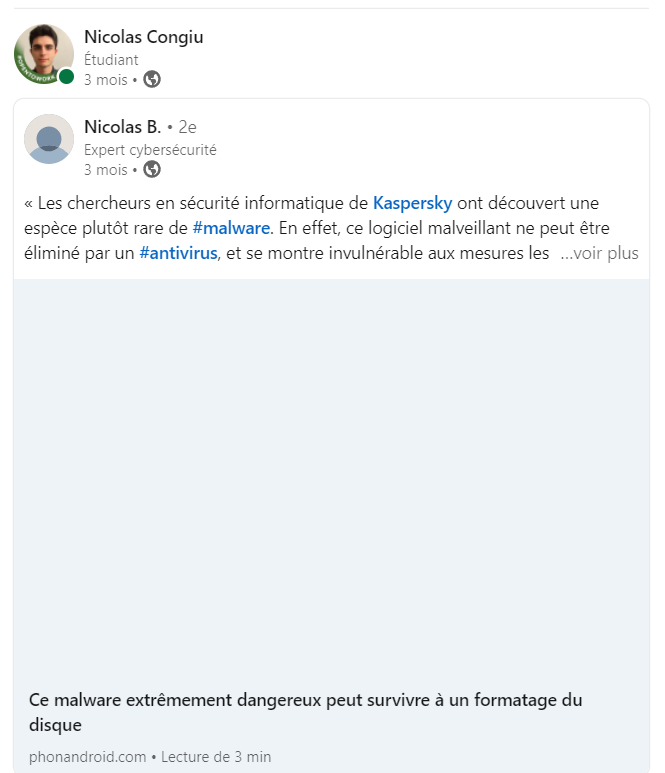 Nicolas Congiu
Étudiant
3 mois •
#OPENTOWORK
Nicolas B. • 2e
Expert cybersécurité
3 mois •
« Les chercheurs en sécurité informatique de Kaspersky ont découvert une
espèce plutôt rare de #malware. En effet, ce logiciel malveillant ne peut être
éliminé par un #antivirus, et se montre invulnérable aux mesures les ...voir plus
Ce malware extrêmement dangereux peut survivre à un formatage du
disque
phonandroid.com • Lecture de 3 min